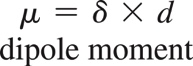 μ = δ × d
dipole moment